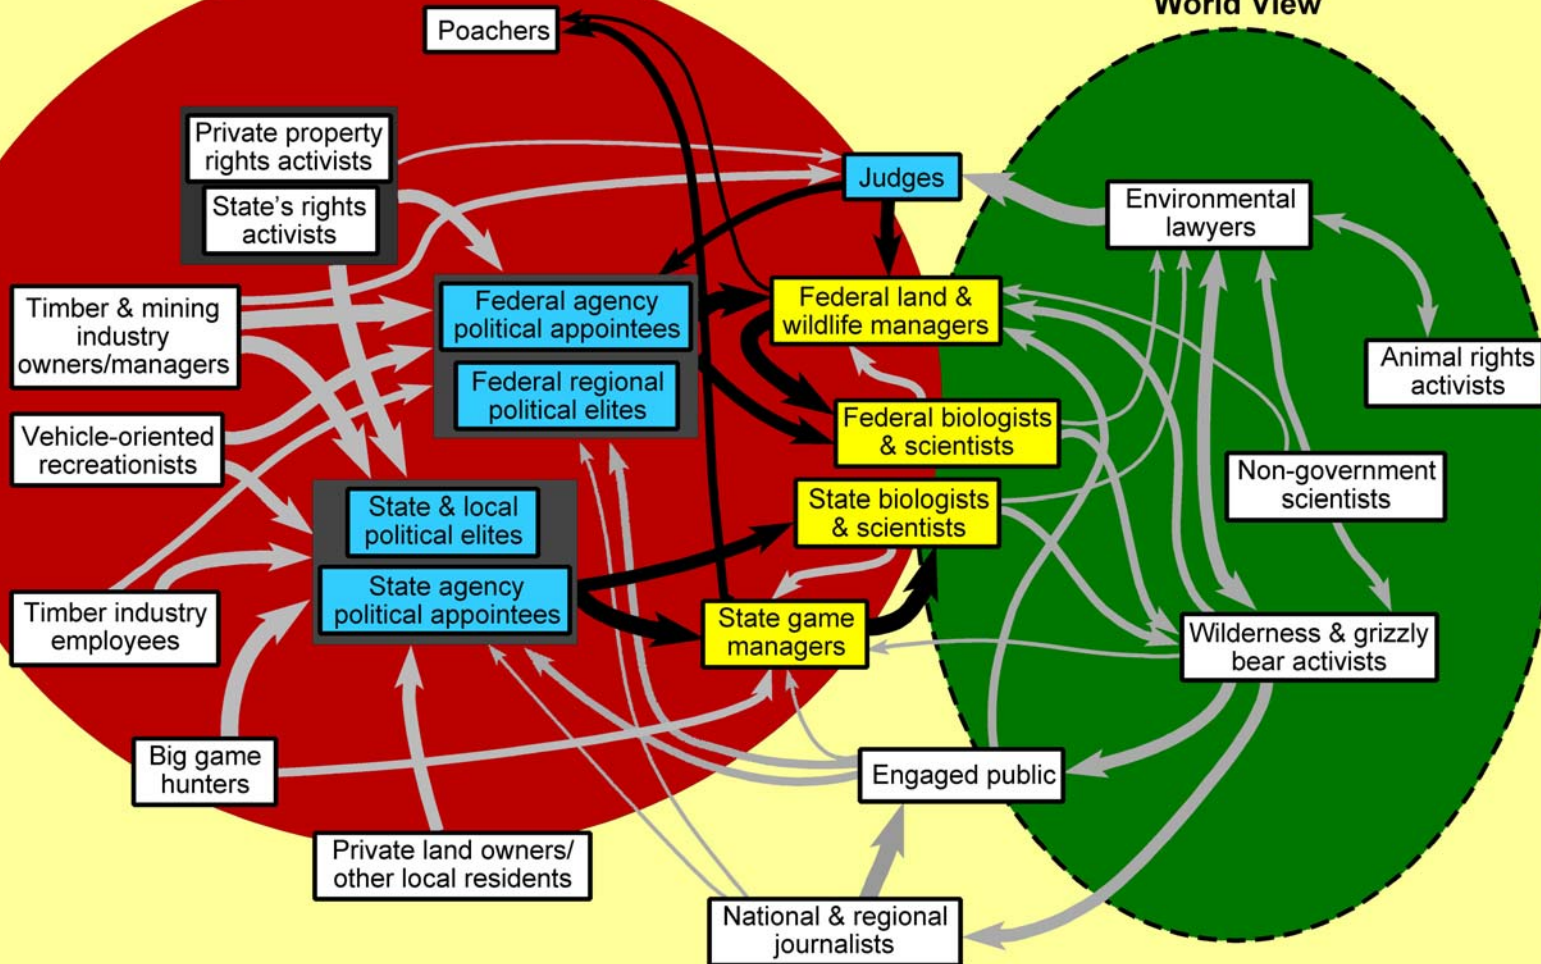 World View
Poachers
Private property
rights activists
State's rights
activists
Judges
Environmental
lawyers
Timber & mining
industry
owners/managers
Federal agency
political appointees
Federal regional
political elites
Federal land &
wildlife managers
Animal rights
activists
Vehicle-oriented
recreationists
Federal biologists
& scientists
Non-government
scientists
State & local
political elites
State agency
political appointees
State biologists
& scientists
Timber industry
employees
State game
managers
Wilderness & grizzly
bear activists
Big game
hunters
Engaged public
Private land owners/
other local residents
National & regional
journalists